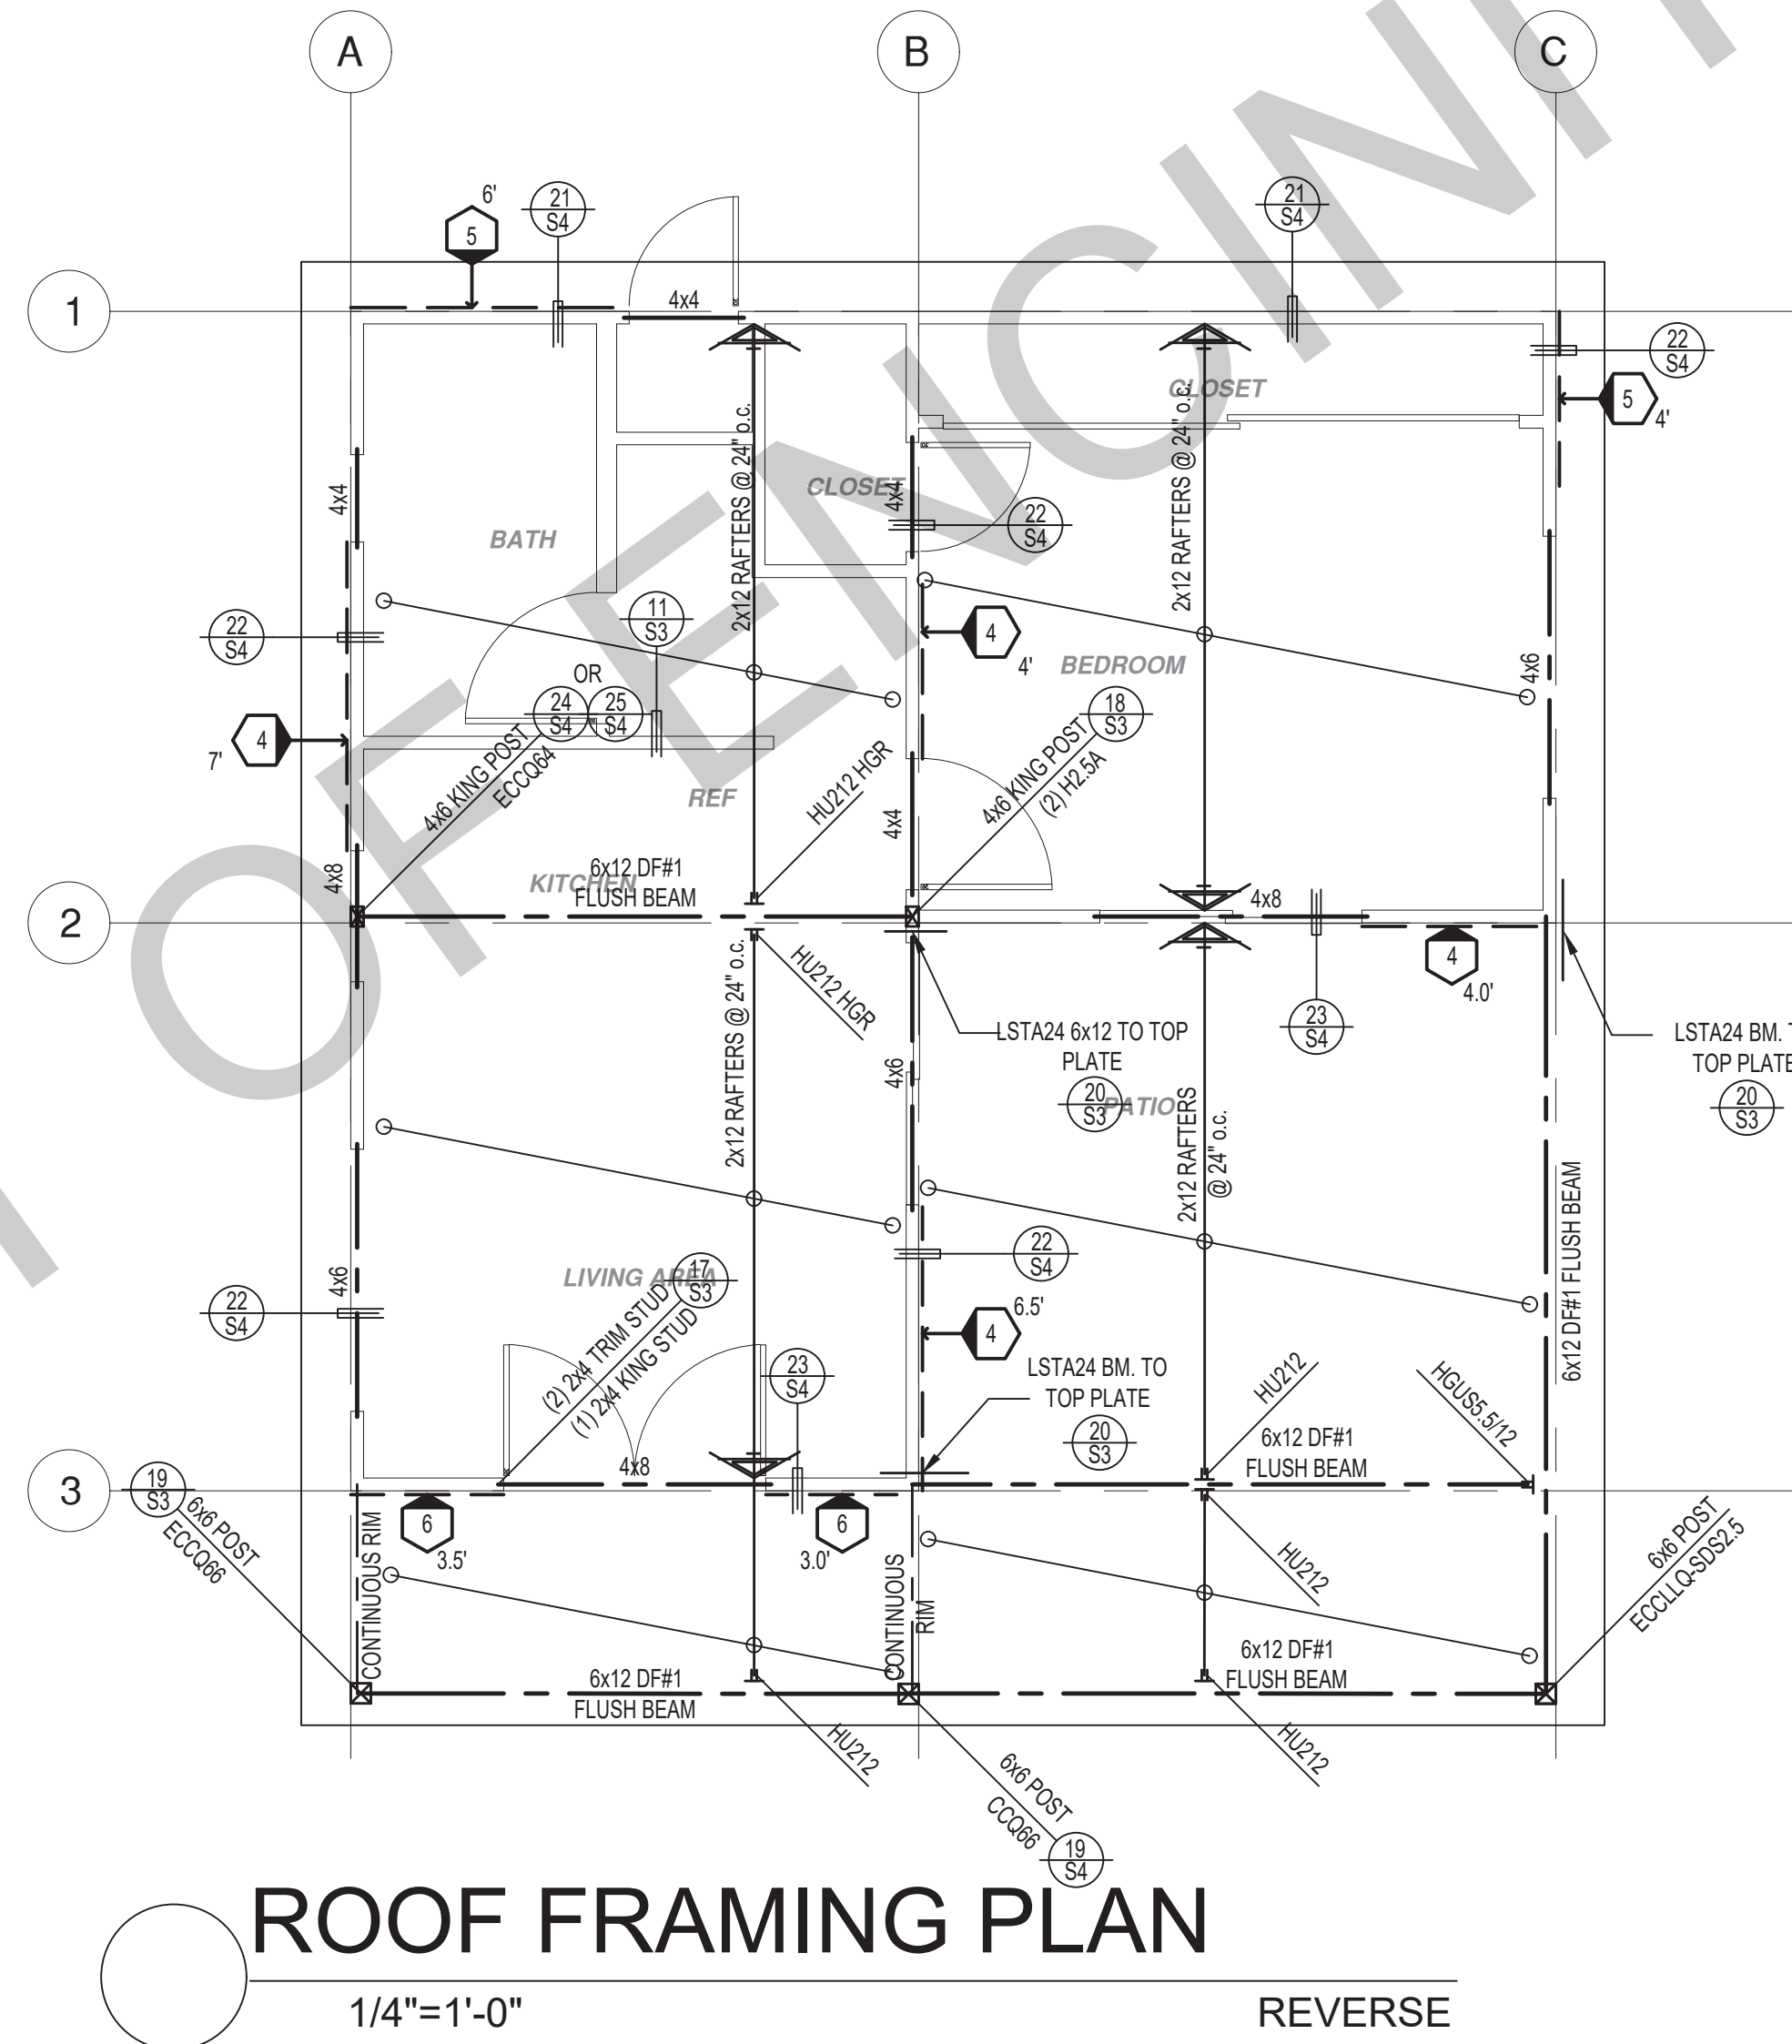 A
B
C
6'
5
21
S4
21
S4
1
4x4
22
S4
5
4'
CLOSET
2x12 RAFTERS @ 24" o.c.
2x12 RAFTERS @ 24" o.c.
4x4
CLOSET
4x4
22
S4
BATH
22
S4
11
S3
4
4'
BEDROOM
4x6
OR
24
S4
25
S4
18
S3
4
7'
4x6 KING POST
ECCQ64
REF
HU212 HGR
4x4
4x6 KING POST
(2) H2.5A
4x8
KITCHEN
6x12 DF#1
FLUSH BEAM
4x8
2
HU212 HGR
4
4.0'
23
S4
2x12 RAFTERS @ 24" o.c.
LSTA24 6x12 TO TOP
PLATE
20
S3
4x6
PATIO
LSTA24 BM.
TOP PLATE
20
S3
2x12 RAFTERS
@ 24" o.c.
6x12 DF#1 FLUSH BEAM
22
S4
LIVING AREA
17
S3
4x6
22
S4
4
6.5'
(2) 2x4 TRIM STUD
(1) 2x4 KING STUD
23
S4
LSTA24 BM. TO
TOP PLATE
20
S3
HU212
HGUS5.5/12
6x12 DF#1
FLUSH BEAM
4x8
3
19
S3
6x6 POST
ECCQ66
6
3.5'
6
3.0'
CONTINUOUS RIM
CONTINUOUS
RIM
HU212
6x6 POST
ECCLLQ-SDS2.5
6x12 DF#1
FLUSH BEAM
6x12 DF#1
FLUSH BEAM
HU212
HU212
6x6 POST
CCQ66
19
S4
ROOF FRAMING PLAN
1/4"=1'-0"
REVERSE
OF ENCINI